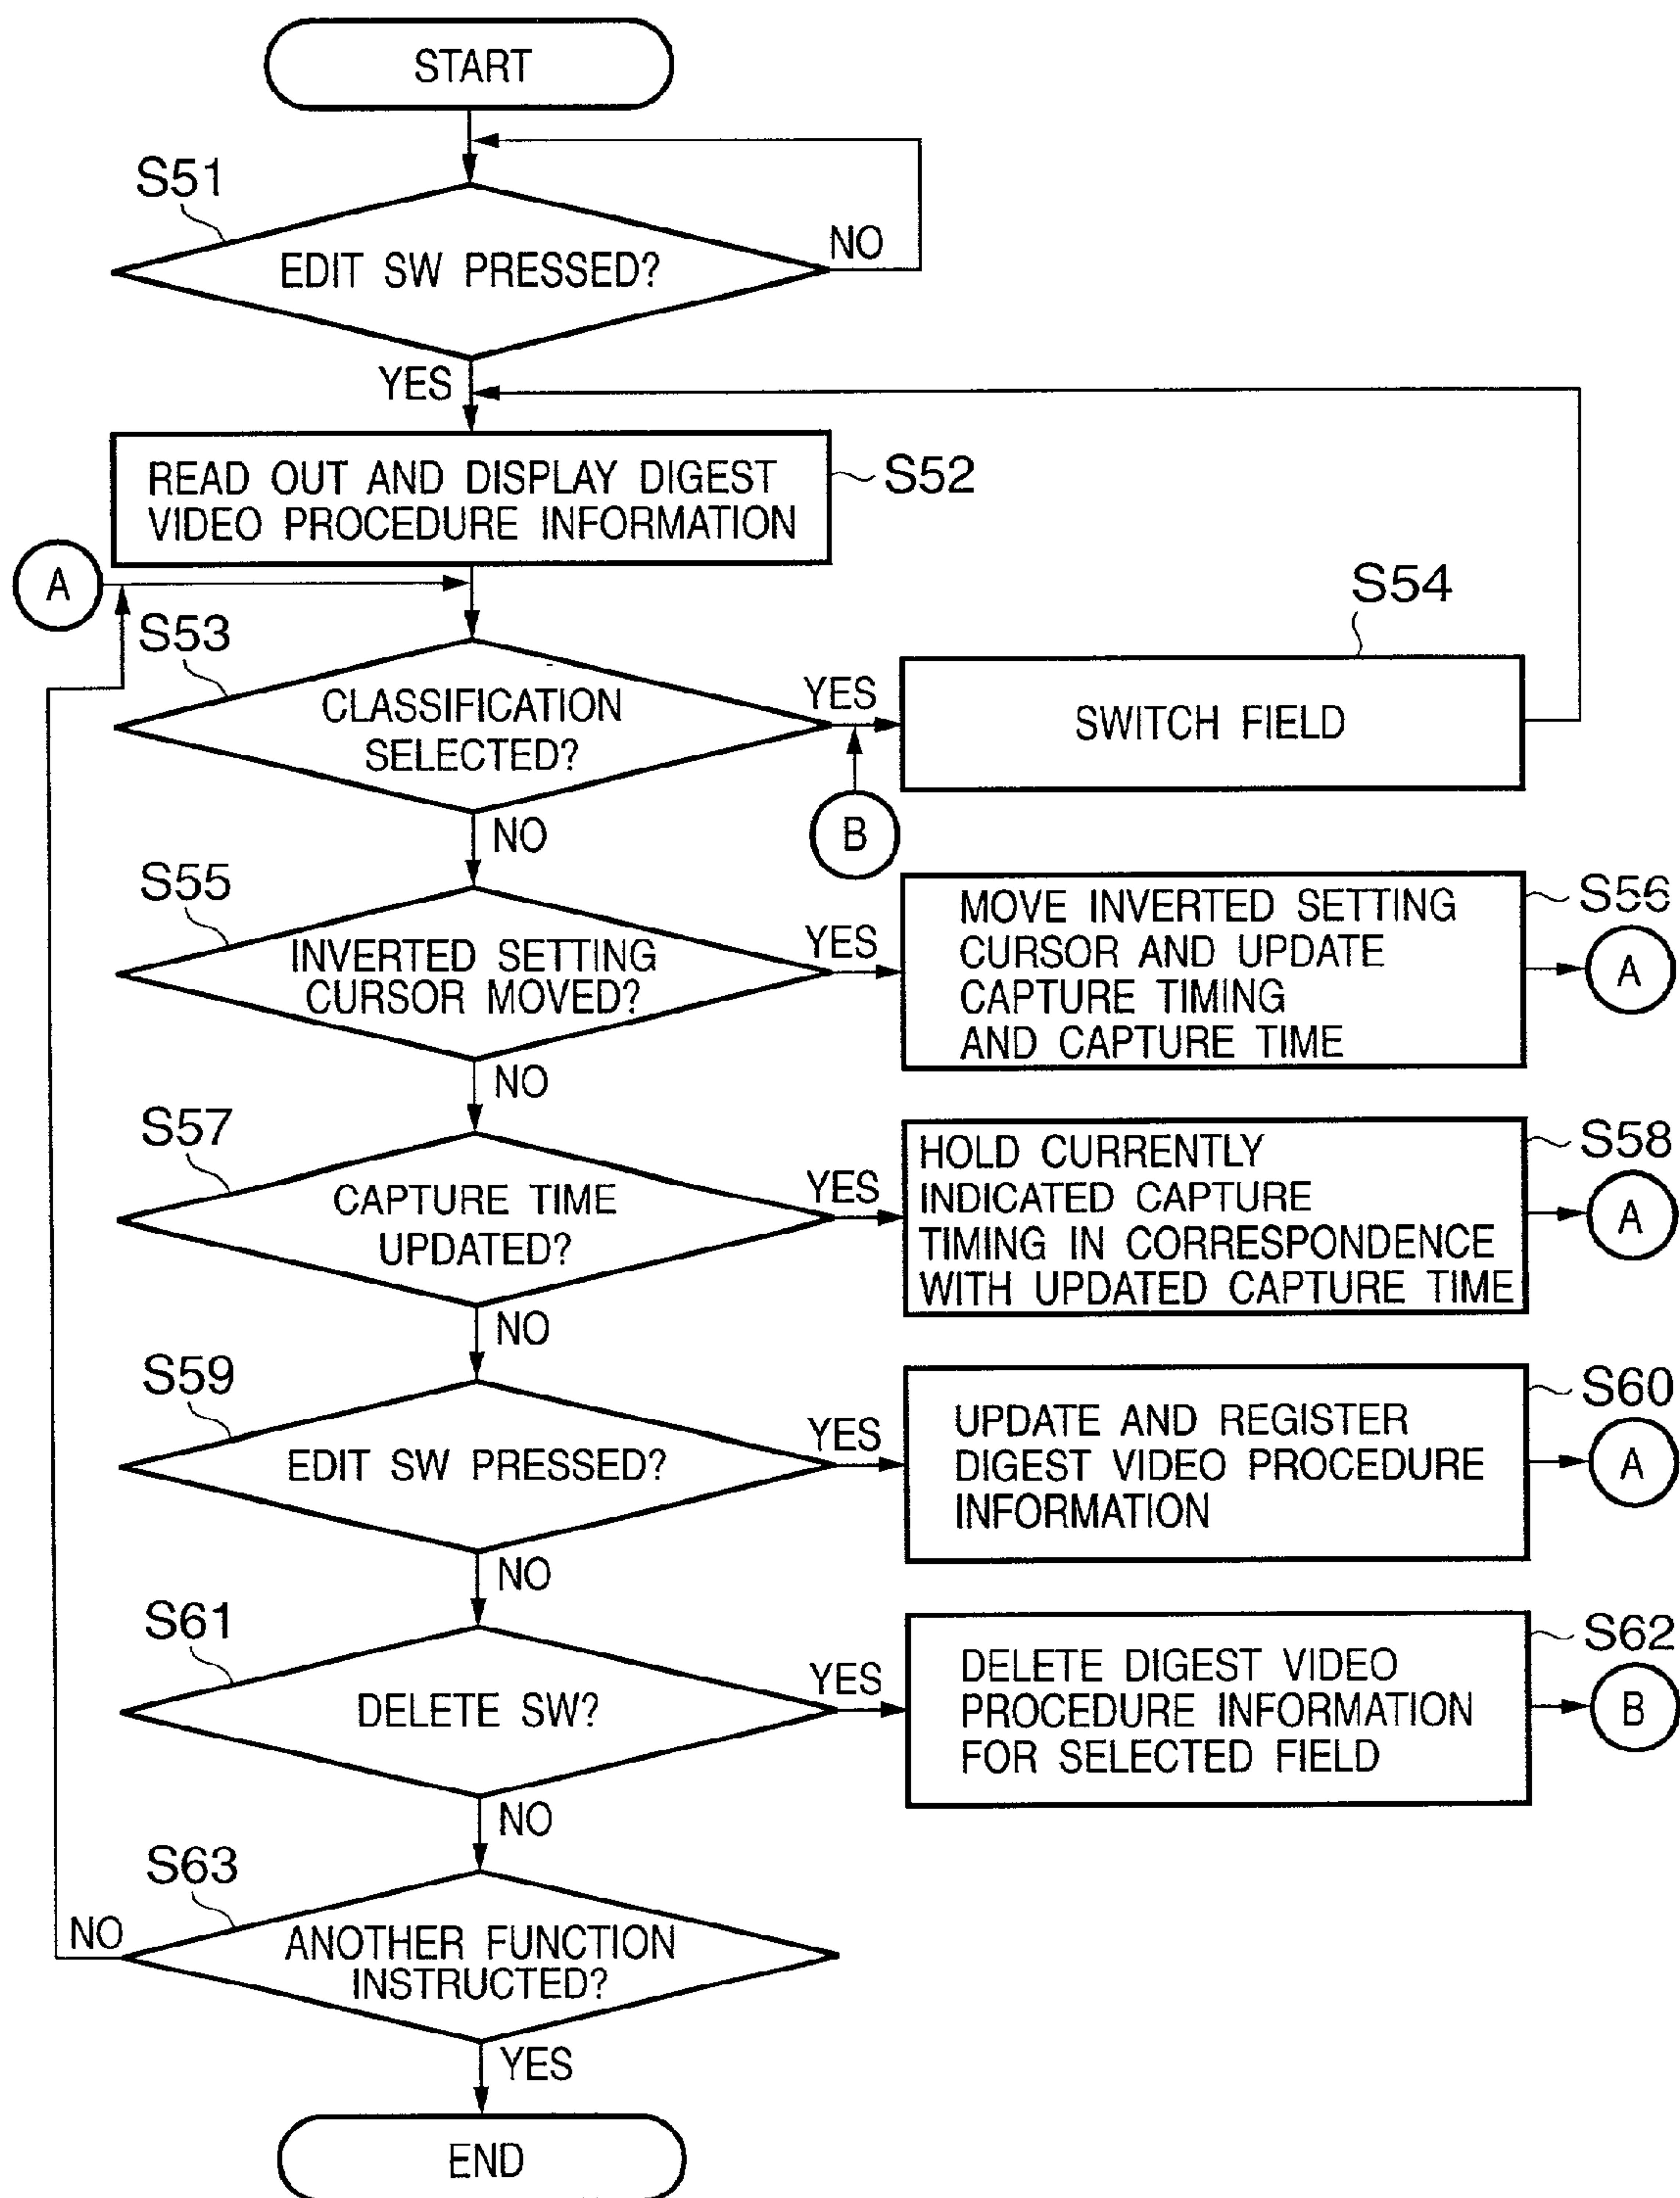 START
S51
EDIT SW PRESSED?
NO
YES
READ OUT AND DISPLAY DIGEST
VIDEO PROCEDURE INFORMATION
S52
A
S53
CLASSIFICATION
SELECTED?
YES
S54
SWITCH FIELD
B
NO
S55
INVERTED SETTING
CURSOR MOVED?
YES
MOVE INVERTED SETTING
CURSOR AND UPDATE
CAPTURE TIMING
AND CAPTURE TIME
S56
A
NO
S57
CAPTURE TIME
UPDATED?
YES
HOLD CURRENTLY
INDICATED CAPTURE
TIMING IN CORRESPONDENCE
WITH UPDATED CAPTURE TIME
S58
A
NO
S59
EDIT SW PRESSED?
YES
UPDATE AND REGISTER
DIGEST VIDEO PROCEDURE
INFORMATION
S60
A
NO
S61
DELETE SW?
YES
DELETE DIGEST VIDEO
PROCEDURE INFORMATION
FOR SELECTED FIELD
S62
B
NO
S63
NO
ANOTHER FUNCTION
INSTRUCTED?
YES
END